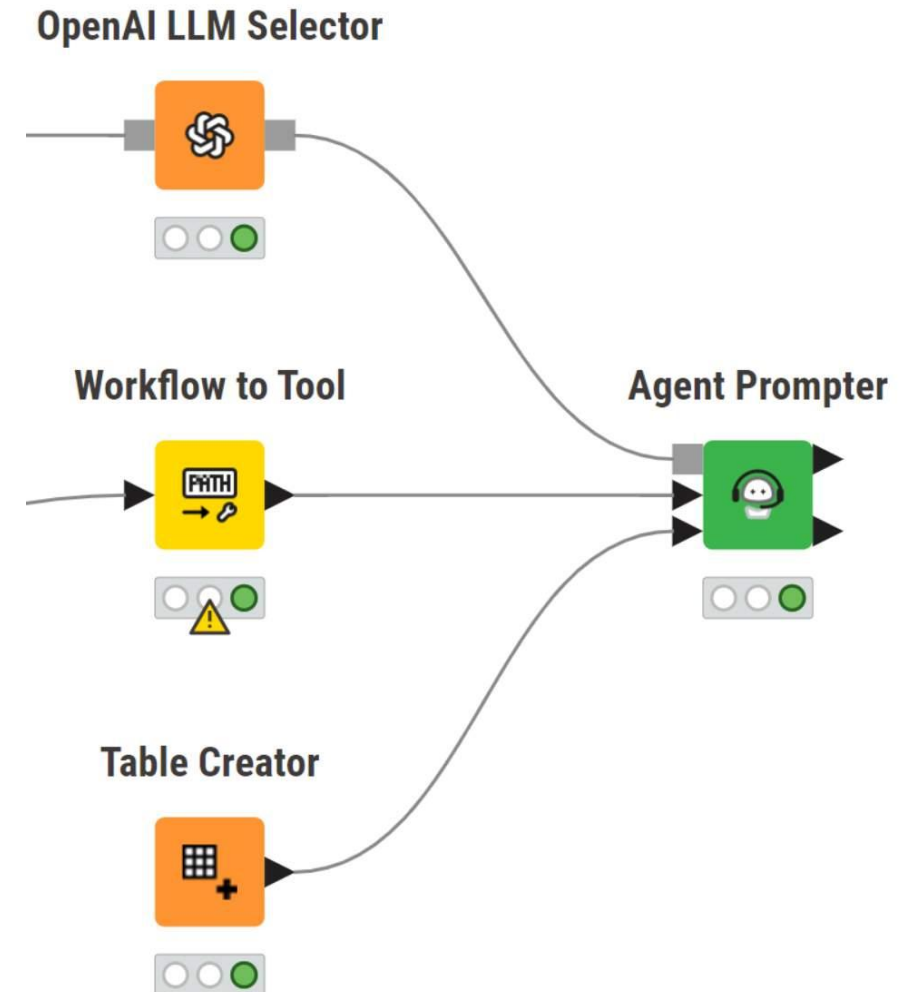 OpenAI LLM Selector
Workflow to Tool
PATH
Agent Prompter
Table Creator